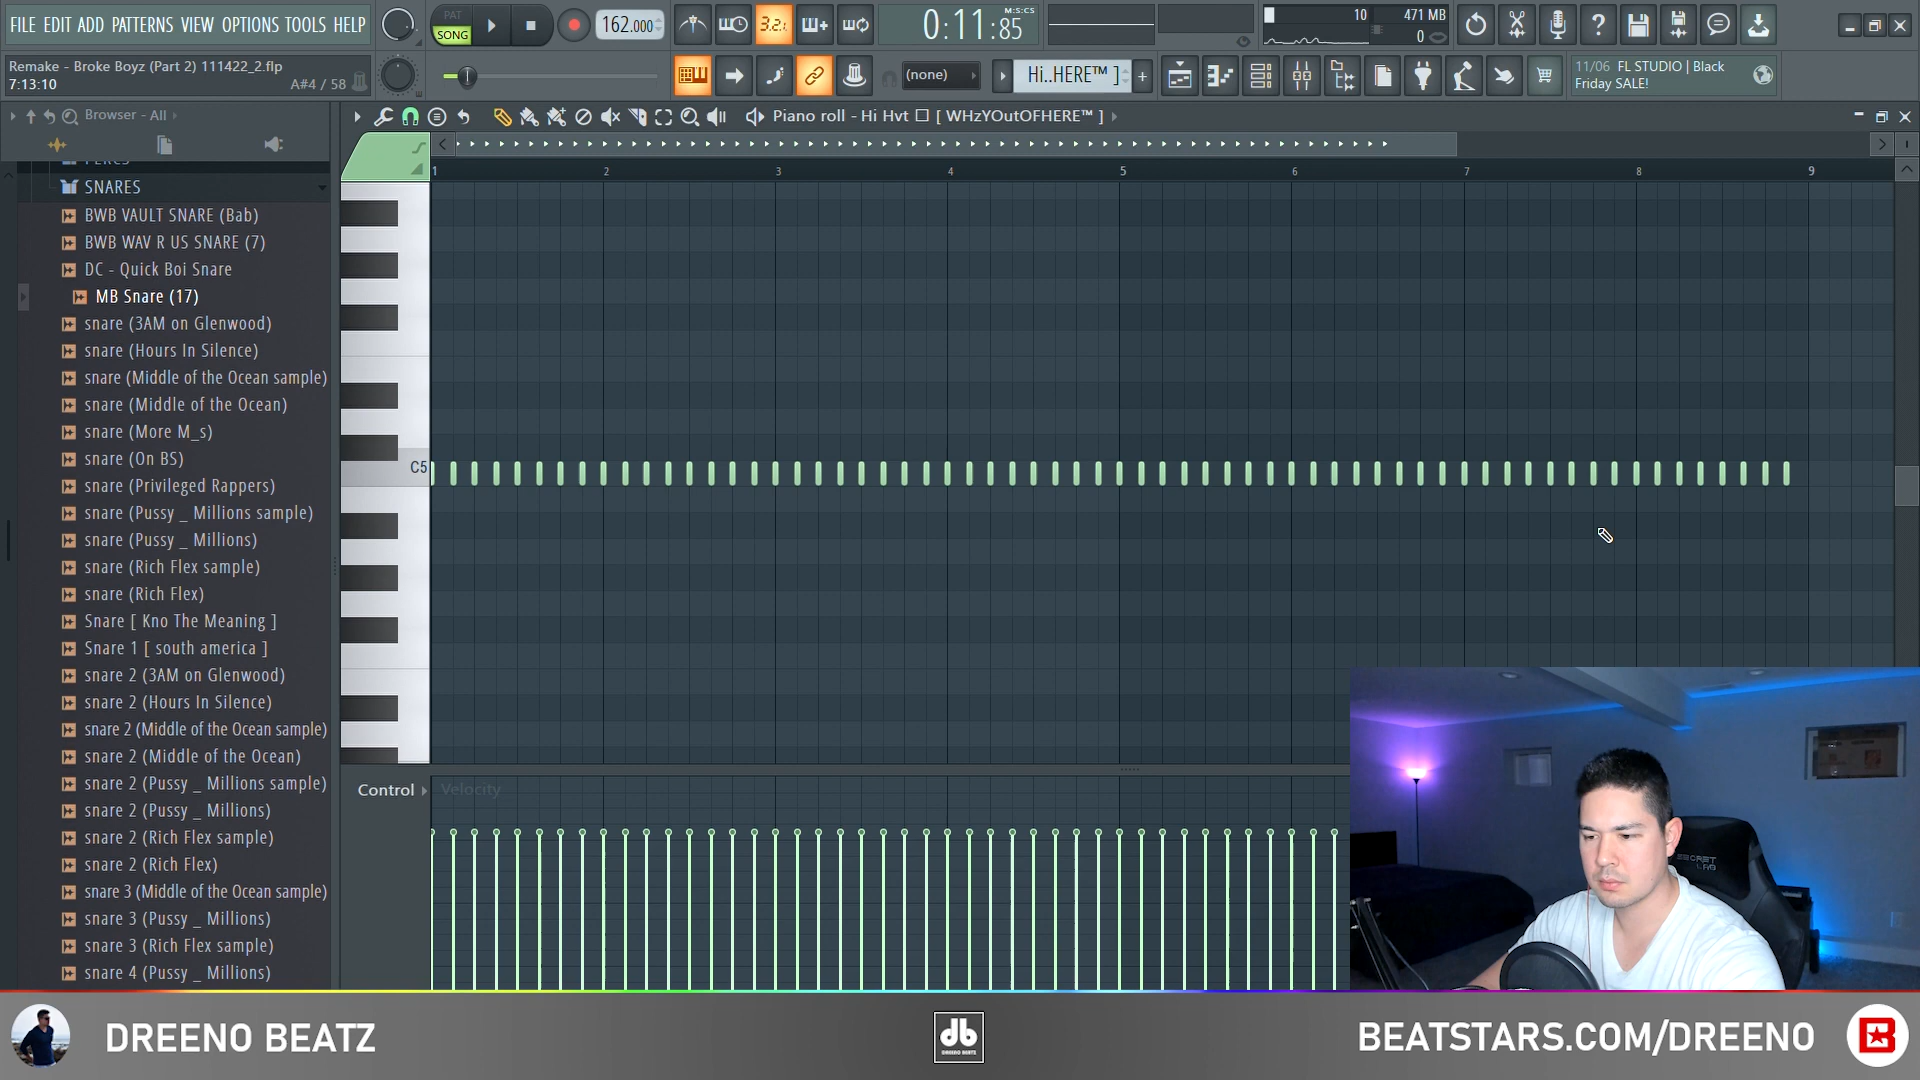 FILE EDIT ADD PATTERNS VIEW OPTIONS TOOLS HELP
PAT
SONG
162.000
3.2.
0:11:85
M:S:CS
10
471 MB
0
Remake - Broke Boyz (Part 2) 111422_2.flp
7:13:10
A#4 / 58
(none)
Hi..HERE™ ]
11/06 FL STUDIO | Black
Friday SALE!
Browser - All
Piano roll - Hi Hvt ☐ [ WHzYOutOFHERE™ ]
1 2 3 4 5 6 7 8 9
SNARES
BWB VAULT SNARE (Bab)
BWB WAV R US SNARE (7)
DC - Quick Boi Snare
MB Snare (17)
snare (3AM on Glenwood)
snare (Hours In Silence)
snare (Middle of the Ocean sample)
snare (Middle of the Ocean)
snare (More M_s)
snare (On BS)
snare (Privileged Rappers)
snare (Pussy _ Millions sample)
snare (Pussy _ Millions)
snare (Rich Flex sample)
snare (Rich Flex)
Snare [ Kno The Meaning ]
Snare 1 [ south america ]
snare 2 (3AM on Glenwood)
snare 2 (Hours In Silence)
snare 2 (Middle of the Ocean sample)
snare 2 (Middle of the Ocean)
snare 2 (Pussy _ Millions sample)
snare 2 (Pussy _ Millions)
snare 2 (Rich Flex sample)
snare 2 (Rich Flex)
snare 3 (Middle of the Ocean sample)
snare 3 (Pussy _ Millions)
snare 3 (Rich Flex sample)
snare 4 (Pussy _ Millions)
C5
Control
Velocity
DREENO BEATZ
db
DREENO BEATZ
BEATSTARS.COM/DREENO